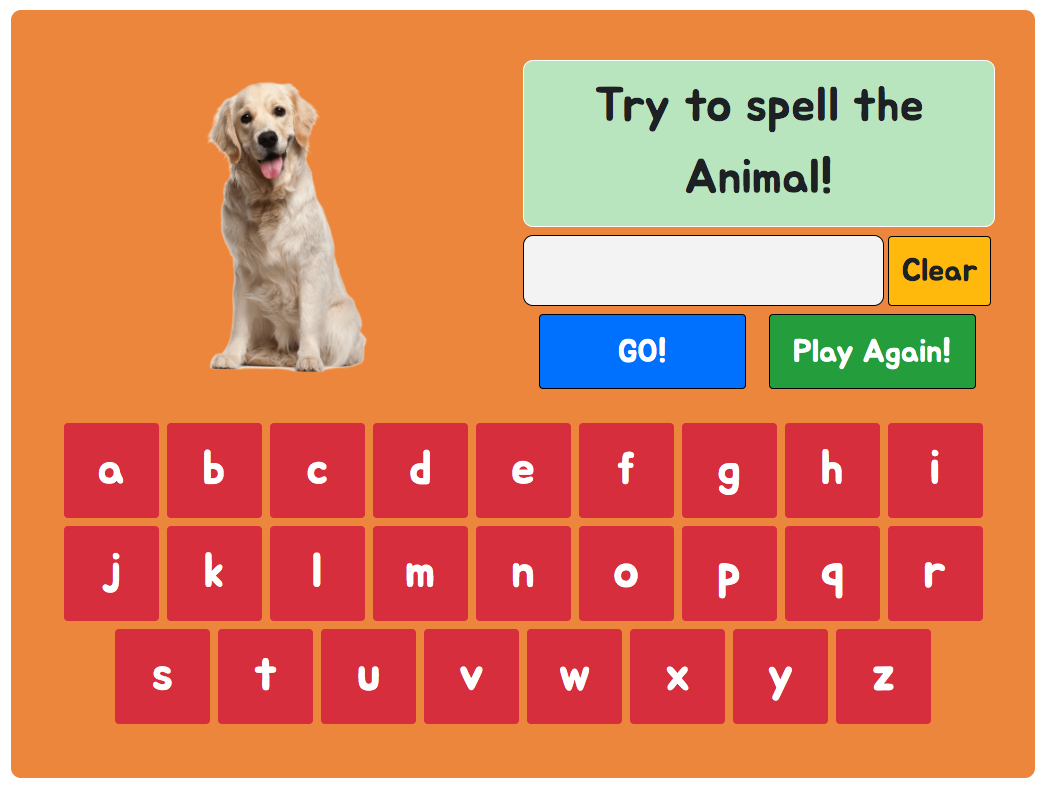 Try to spell the
Animal!
Clear
GO! Play Again!
a b c d e f g h i
j k l m n o p q r
s t u v w x y z